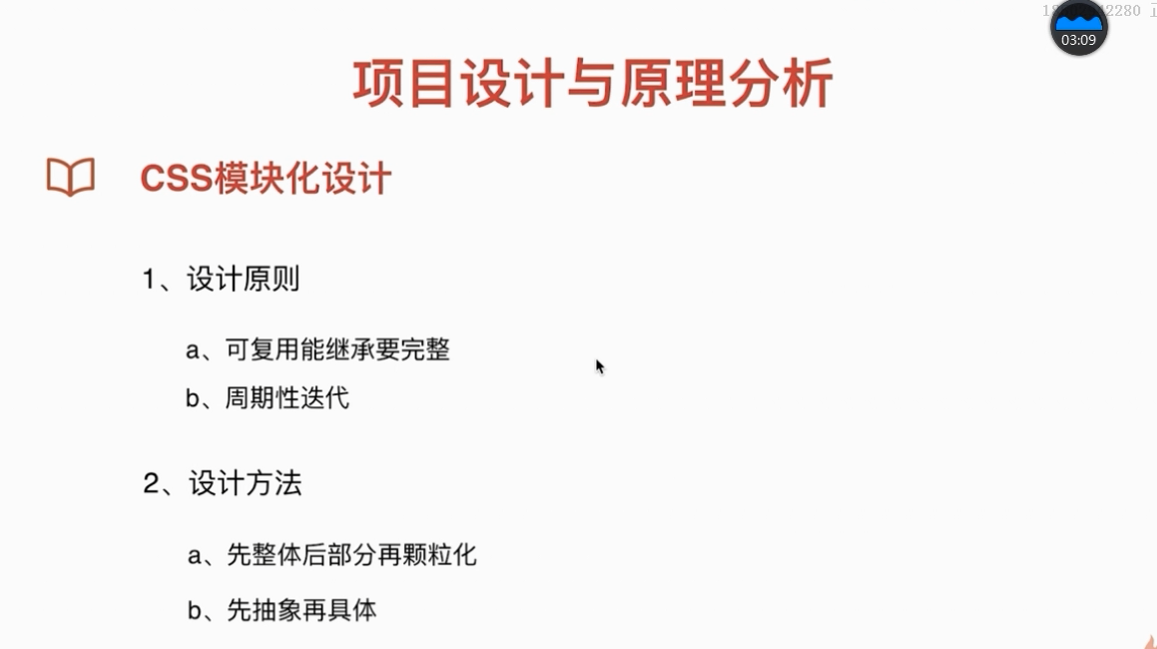 03:09
项目设计与原理分析
CSS模块化设计
1、设计原则
a、可复用能继承要完整
b、周期性迭代
2、设计方法
a、先整体后部分再颗粒化
b、先抽象再具体